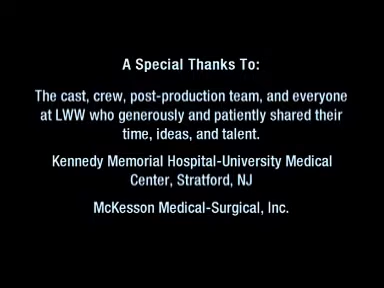 A Special Thanks To:
The cast, crew, post-production team, and everyone
at LWW who generously and patiently shared their
time, ideas, and talent.
Kennedy Memorial Hospital-University Medical
Center, Stratford, NJ
McKesson Medical-Surgical, Inc.